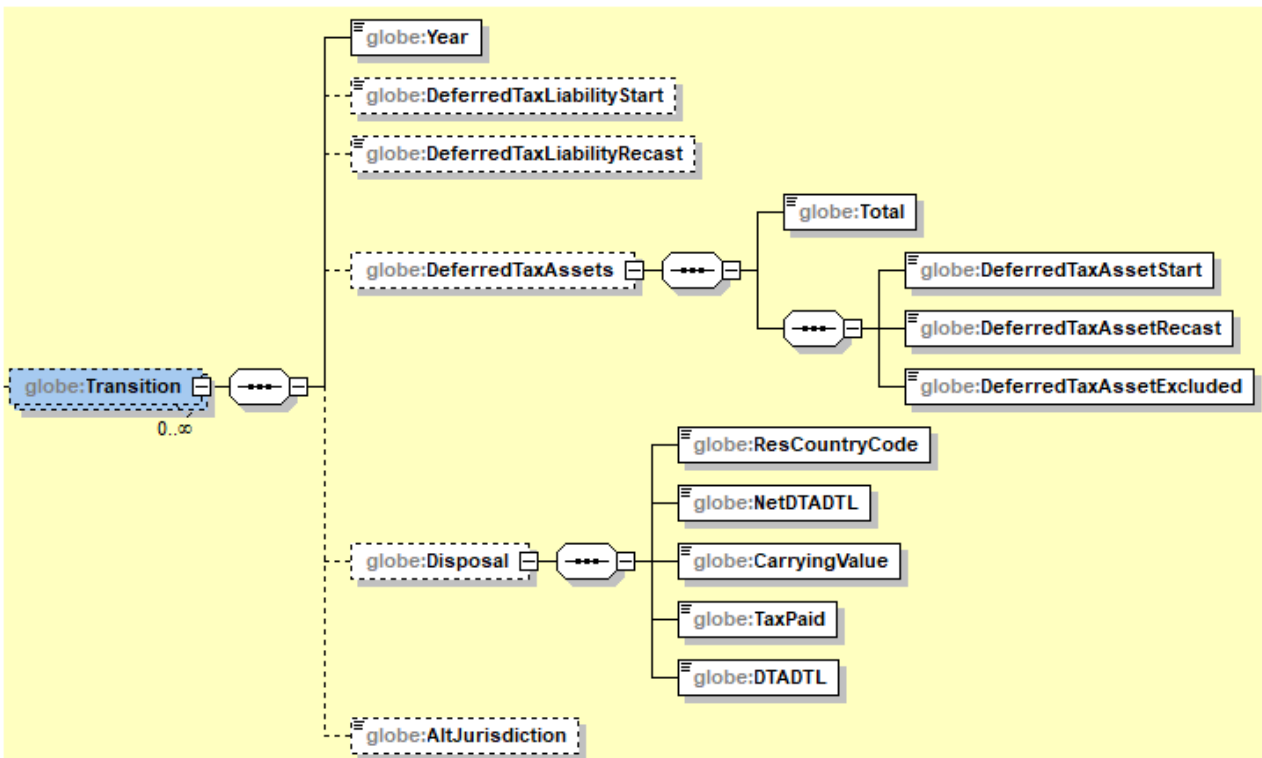 globe:Year
globe:DeferredTaxLiabilityStart
globe:DeferredTaxLiabilityRecast
globe:Total
globe:DeferredTaxAssets
globe:DeferredTaxAssetStart
globe:DeferredTaxAssetRecast
globe:DeferredTaxAssetExcluded
globe:Transition
0..∞
globe:ResCountryCode
globe:NetDTADTL
globe:Disposal
globe:CarryingValue
globe:TaxPaid
globe:DTADTL
globe:AltJurisdiction